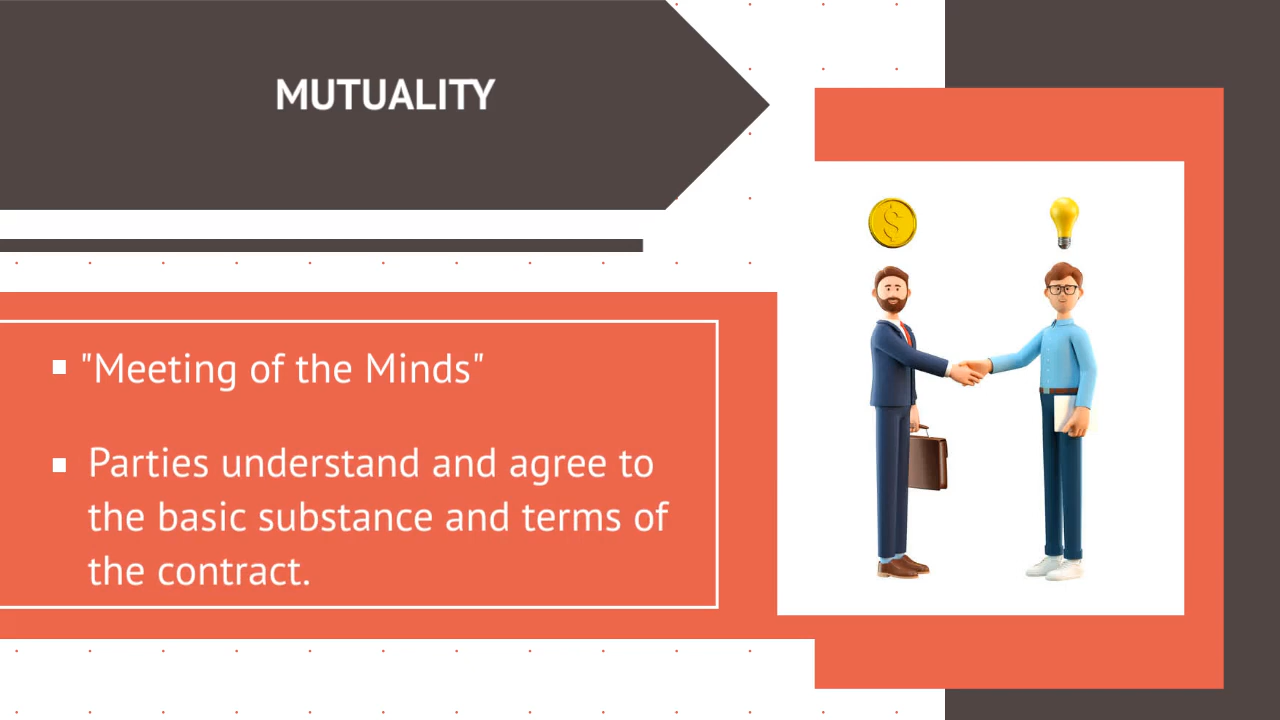 MUTUALITY
"Meeting of the Minds"
Parties understand and agree to
the basic substance and terms of
the contract.
$